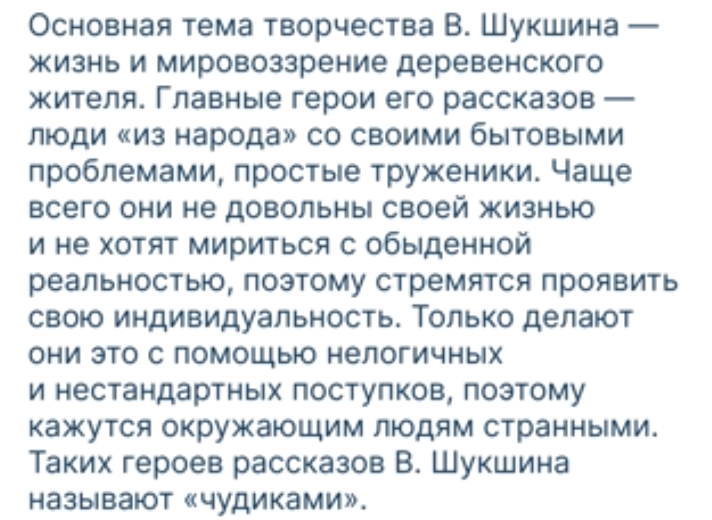 Основная тема творчества В. Шукшина —
жизнь и мировоззрение деревенского
жителя. Главные герои его рассказов —
люди «из народа» со своими бытовыми
проблемами, простые труженики. Чаще
всего они не довольны своей жизнью
и не хотят мириться с обыденной
реальностью, поэтому стремятся проявить
свою индивидуальность. Только делают
они это с помощью нелогичных
и нестандартных поступков, поэтому
кажутся окружающим людям странными.
Таких героев рассказов В. Шукшина
называют «чудиками».